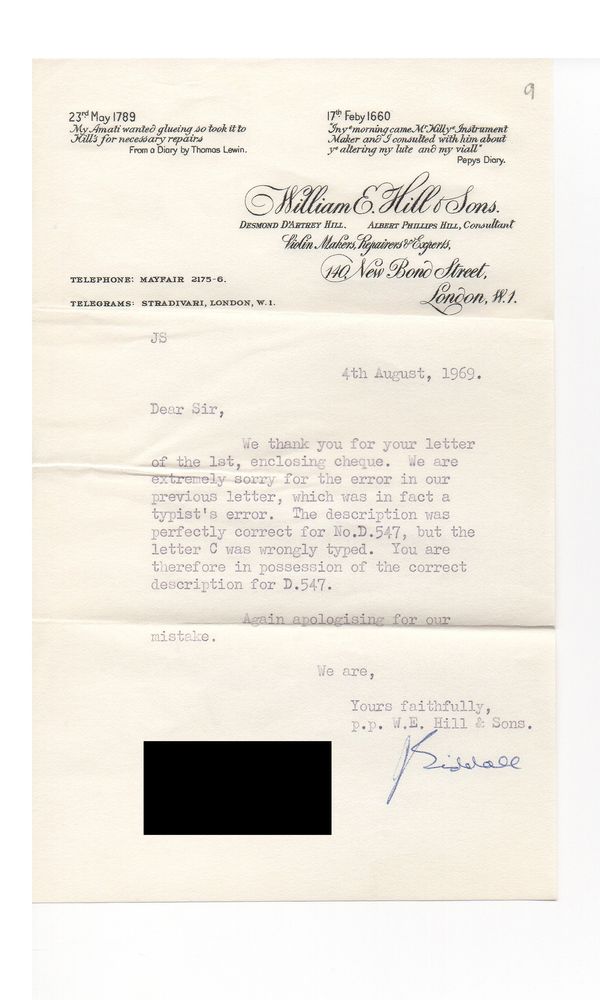 9
23rd May 1789
My Amati wanted glueing so took it to
Hill's for necessary repairs
From a Diary by Thomas Lewin.
17th Feby 1660
"In ye morning came Mr Hill ye Instrument
Maker and I consulted with him about
ye altering my lute and my viall"
Pepys Diary.
William E. Hill & Sons.
DESMOND D'ARTREY HILL. ALBERT PHILLIPS HILL, Consultant
Violin Makers, Repairers & Experts,
140, New Bond Street,
London, W.1.
TELEPHONE: MAYFAIR 2175-6.
TELEGRAMS: STRADIVARI, LONDON, W.1.
JS
4th August, 1969.
Dear Sir,
We thank you for your letter
of the 1st, enclosing cheque. We are
extremely sorry for the error in our
previous letter, which was in fact a
typist's error. The description was
perfectly correct for No.D.547, but the
letter C was wrongly typed. You are
therefore in possession of the correct
description for D.547.
Again apologising for our
mistake.
We are,
Yours faithfully,
p.p. W.E. Hill & Sons.